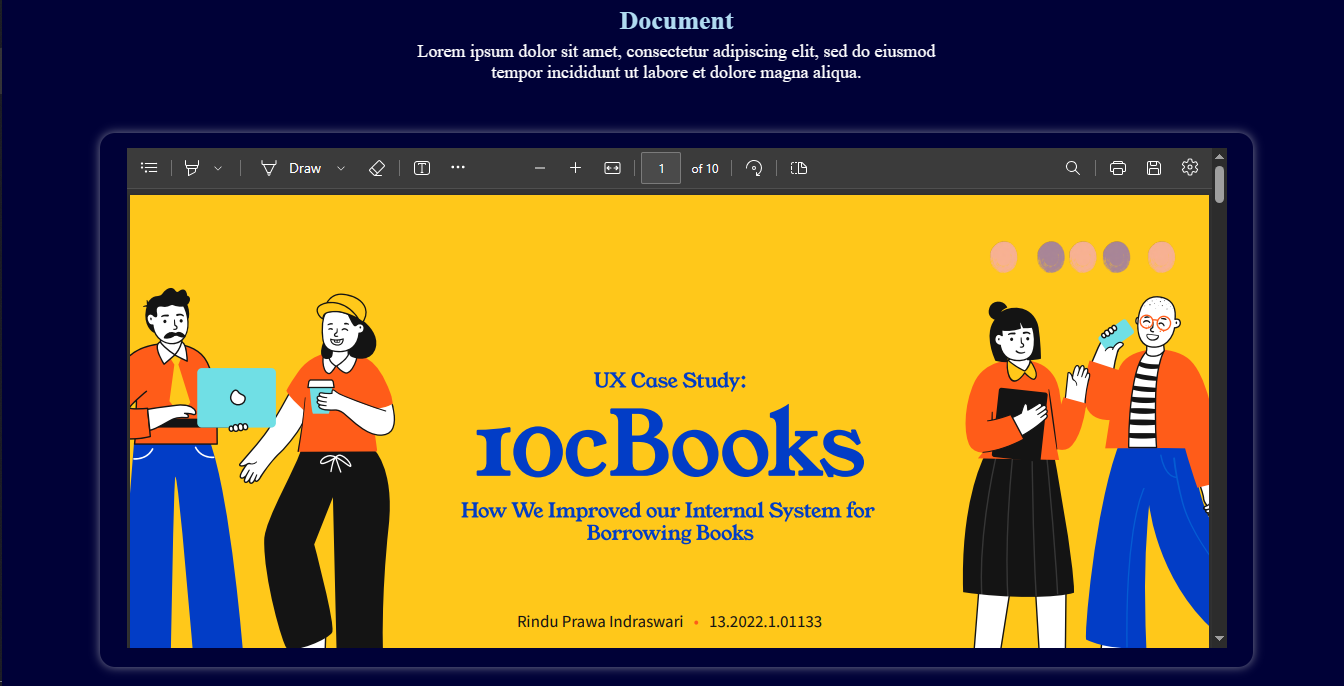 Document
Lorem ipsum dolor sit amet, consectetur adipiscing elit, sed do eiusmod
tempor incididunt ut labore et dolore magna aliqua.
Draw
1 of 10
UX Case Study:
10cBooks
How We Improved our Internal System for
Borrowing Books
Rindu Prawa Indraswari • 13.2022.1.01133